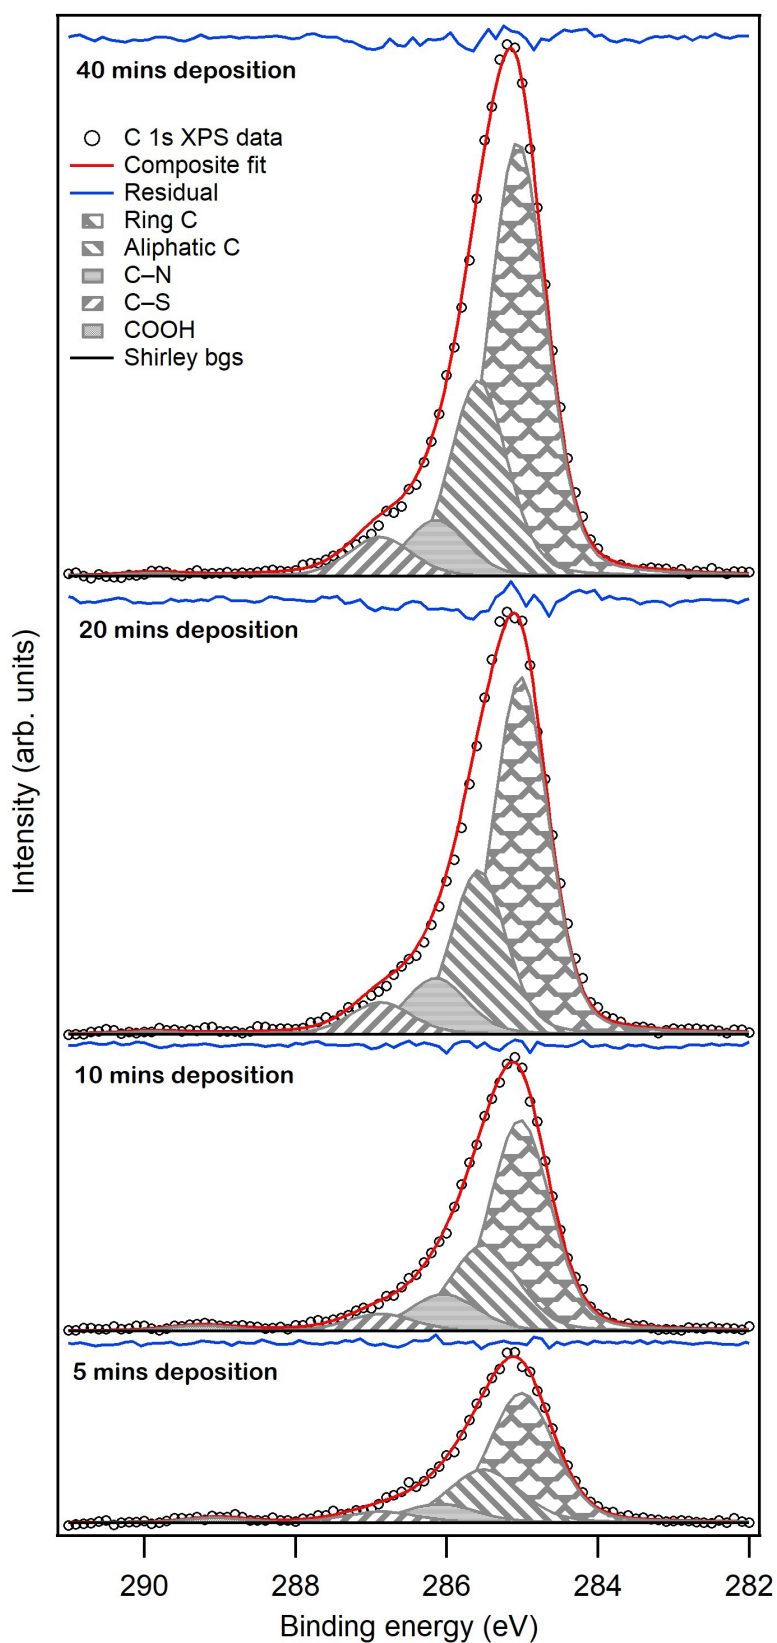 40 mins deposition
C 1s XPS data
Composite fit
Residual
Ring C
Aliphatic C
C–N
C–S
COOH
Shirley bgs
20 mins deposition
Intensity (arb. units)
10 mins deposition
5 mins deposition
290 288 286 284 282
Binding energy (eV)